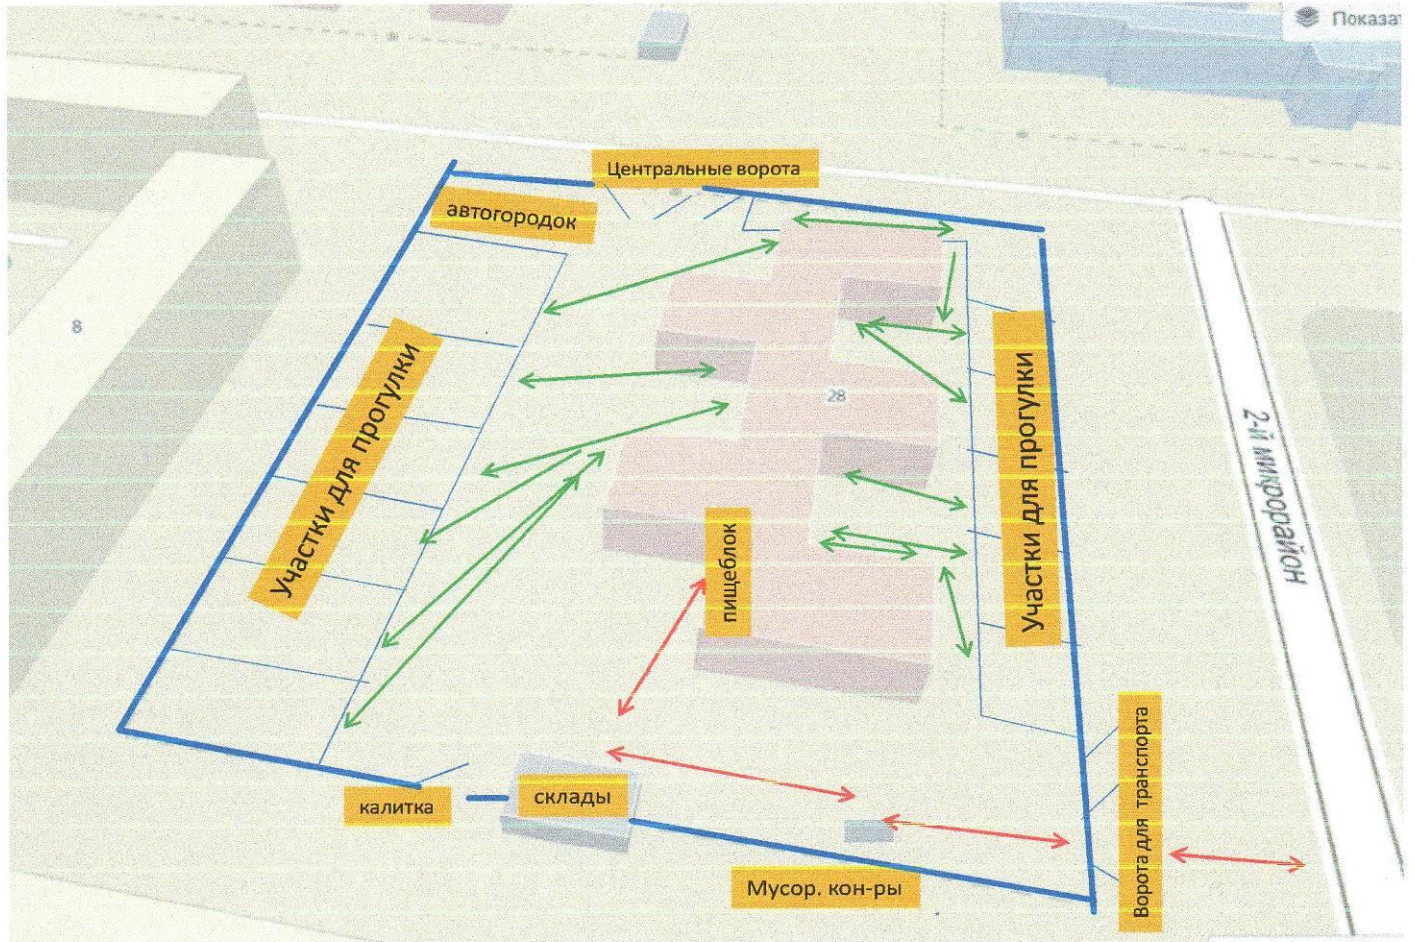 Показат
Центральные ворота
автогородок
8
Участки для прогулки
28
Участки для прогулки
2-й микрорайон
пищеблок
Ворота для транспорта
калитка
склады
Мусор. кон-ры